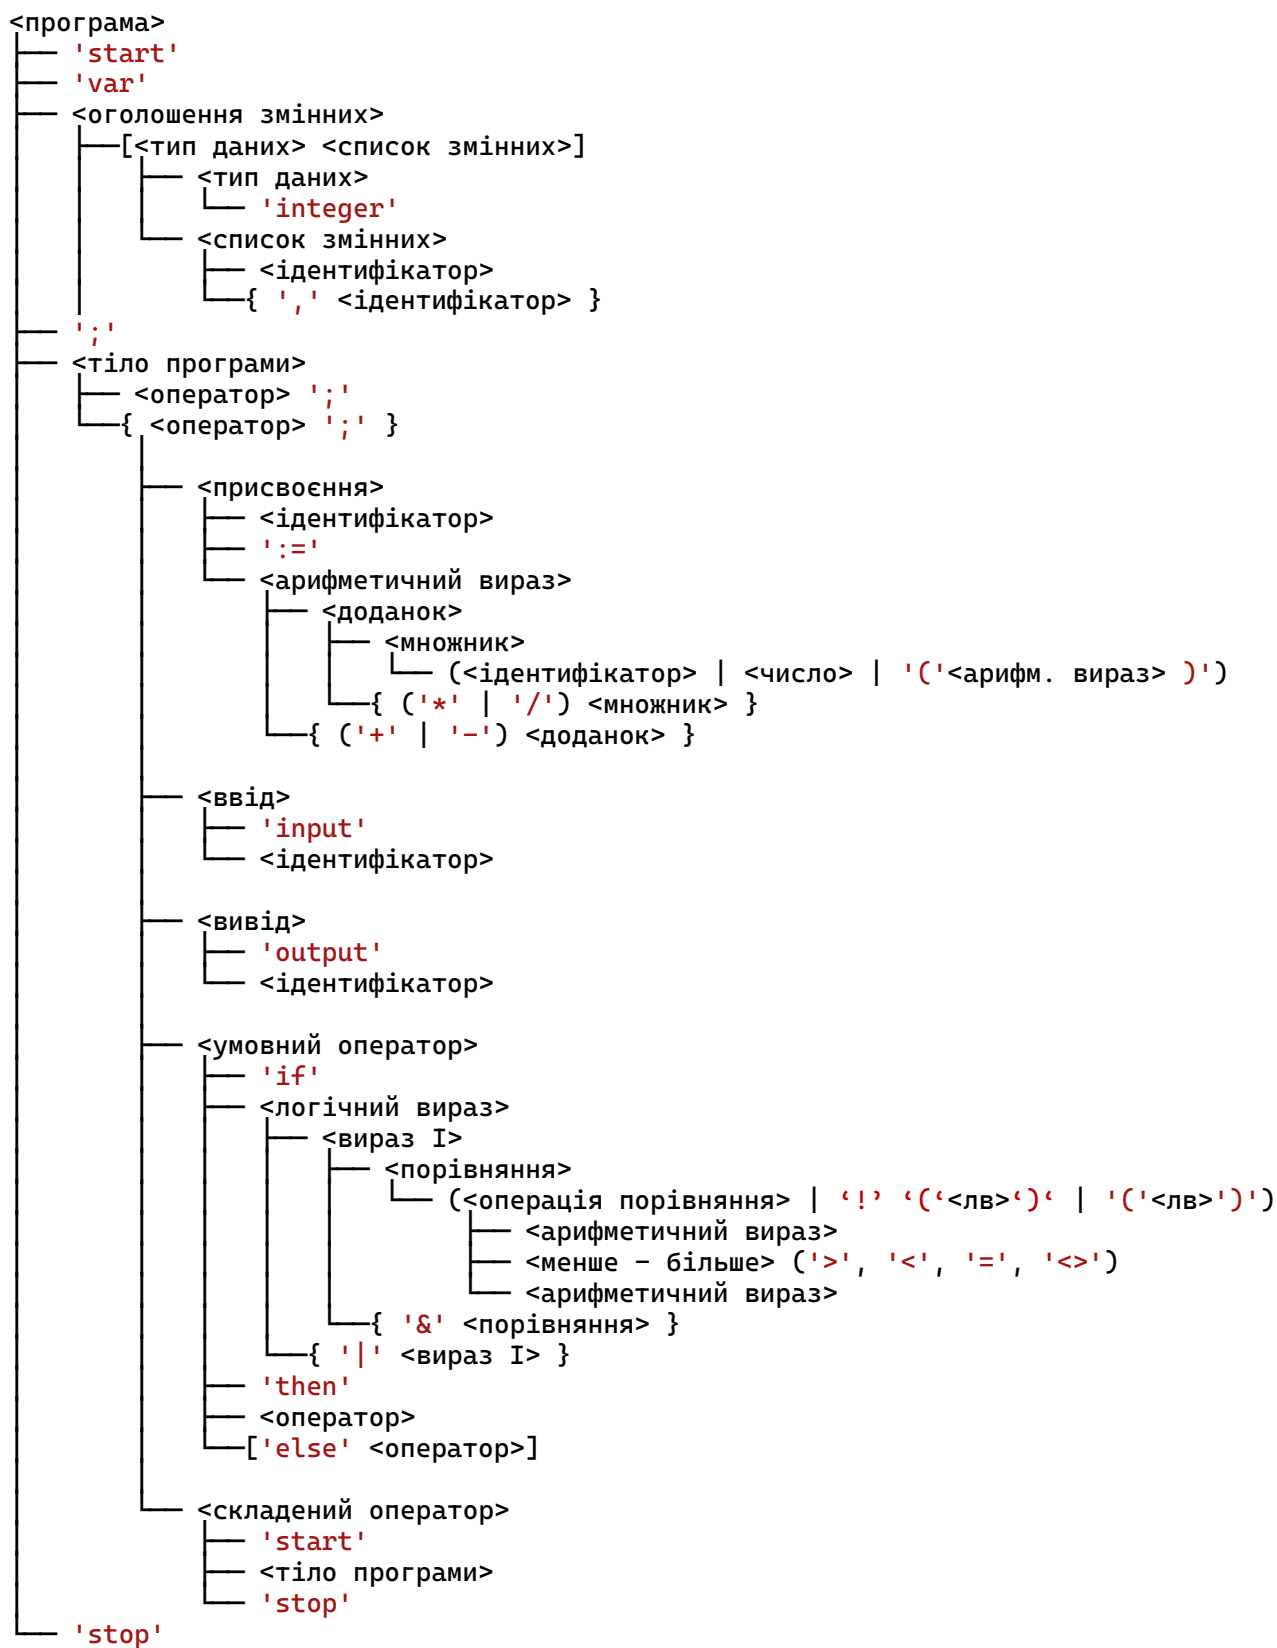 <програма>
'start'
'var'
<оголошення змінних>
[<тип даних> <список змінних>]
<тип даних>
'integer'
<список змінних>
<ідентифікатор>
{ ',' <ідентифікатор> }
';'
<тіло програми>
<оператор> ';'
{ <оператор> ';' }
<присвоєння>
<ідентифікатор>
':='
<арифметичний вираз>
<доданок>
<множник>
(<ідентифікатор> | <число> | '('<арифм. вираз> )')
{ ('*' | '/') <множник> }
{ ('+' | '-') <доданок> }
<ввід>
'input'
<ідентифікатор>
<вивід>
'output'
<ідентифікатор>
<умовний оператор>
'if'
<логічний вираз>
<вираз І>
<порівняння>
(<операція порівняння> | ‘!’ ‘(‘<лв>‘)‘ | '('<лв>')')
<арифметичний вираз>
<менше – більше> ('>', '<', '=', '<>')
<арифметичний вираз>
{ '&' <порівняння> }
{ '|' <вираз І> }
'then'
<оператор>
['else' <оператор>]
<складений оператор>
'start'
<тіло програми>
'stop'
'stop'